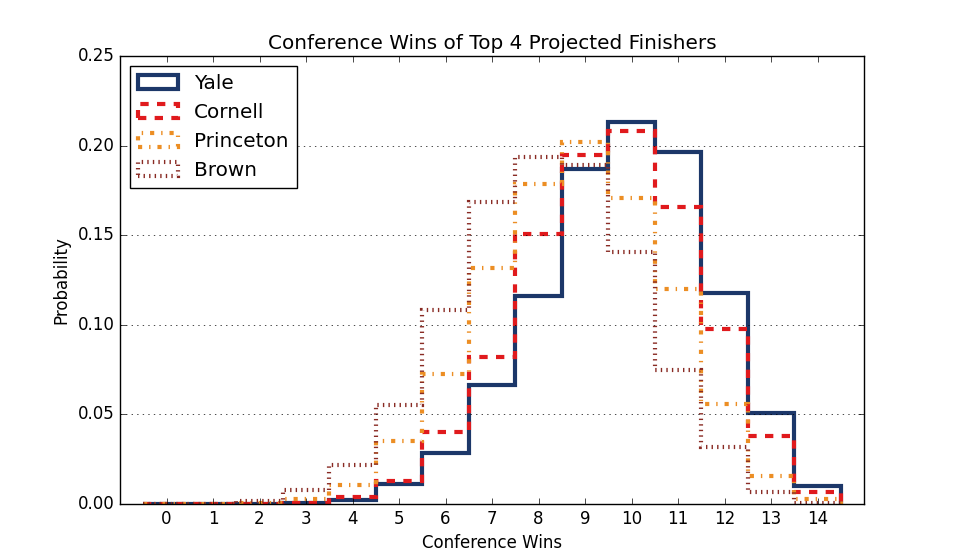 Conference Wins of Top 4 Projected Finishers
0.25
0.20
0.15
0.10
0.05
0.00
Probability
Yale
Cornell
Princeton
Brown
0 1 2 3 4 5 6 7 8 9 10 11 12 13 14
Conference Wins